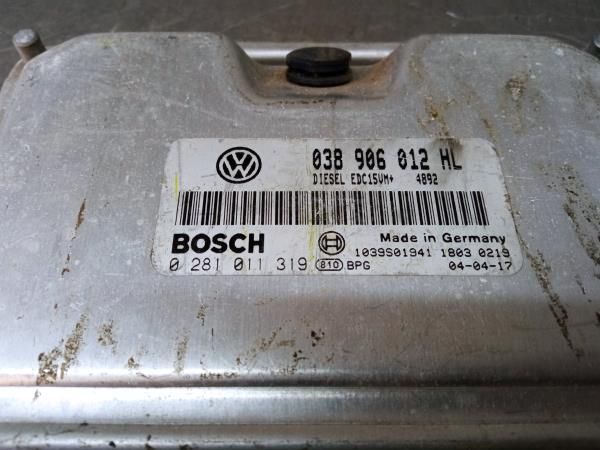 038 906 012 HL
DIESEL EDC15VM+ 4892
BOSCH Made in Germany
1039S01941 1803 0219
0 281 011 319 810 BPG 04-04-17